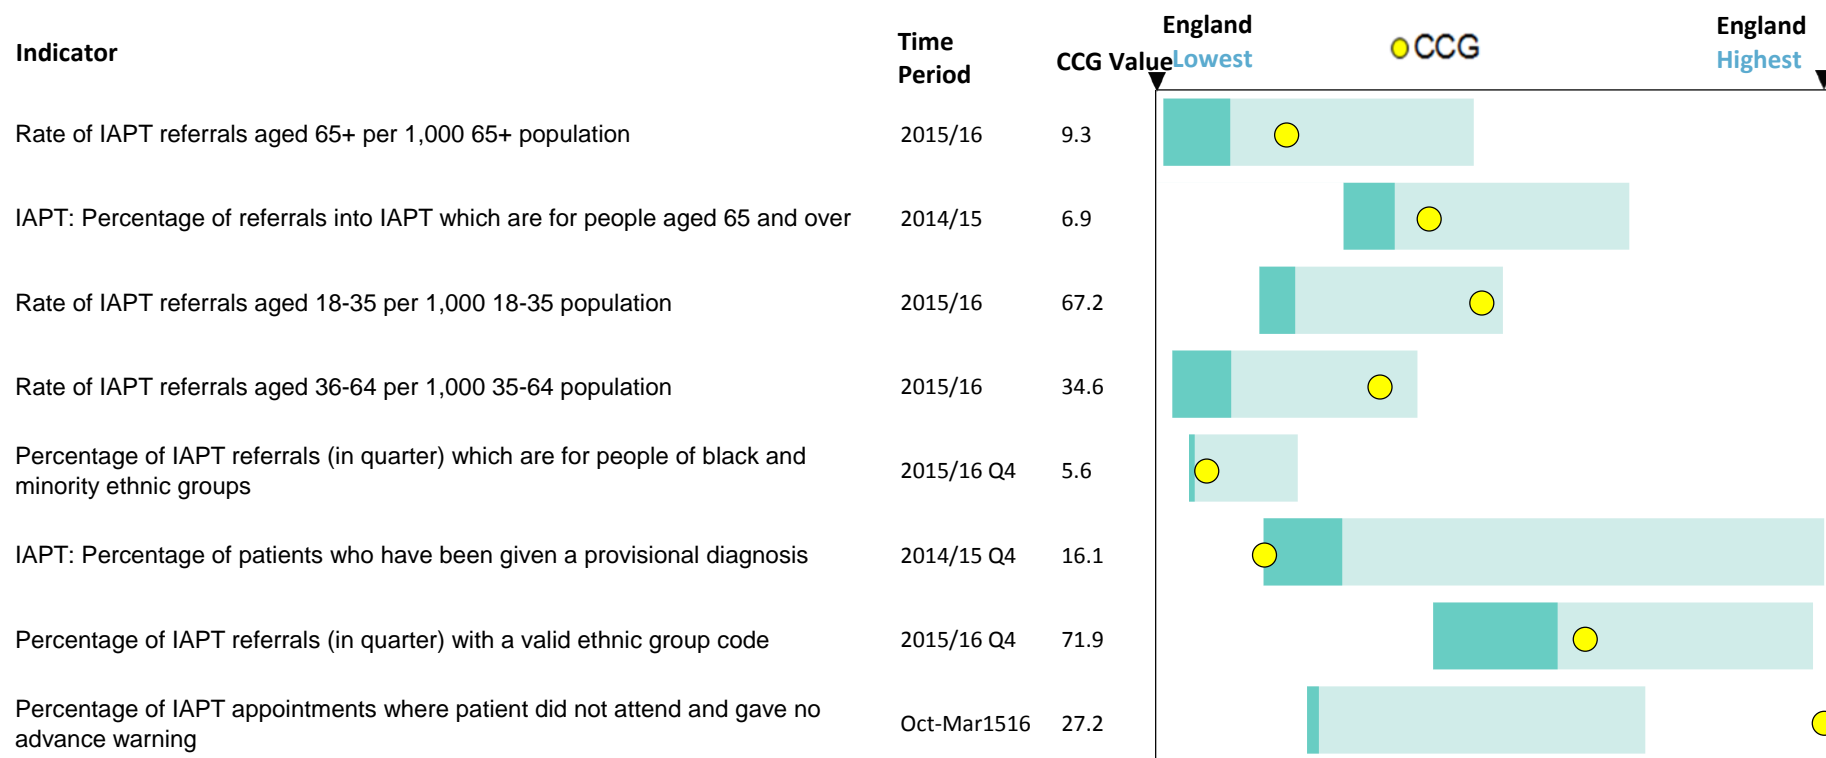 Indicator
Time
Period
CCG Value
England
Lowest
CCG
England
Highest
Rate of IAPT referrals aged 65+ per 1,000 65+ population 2015/16 9.3
IAPT: Percentage of referrals into IAPT which are for people aged 65 and over 2014/15 6.9
Rate of IAPT referrals aged 18-35 per 1,000 18-35 population 2015/16 67.2
Rate of IAPT referrals aged 36-64 per 1,000 35-64 population 2015/16 34.6
Percentage of IAPT referrals (in quarter) which are for people of black and
minority ethnic groups 2015/16 Q4 5.6
IAPT: Percentage of patients who have been given a provisional diagnosis 2014/15 Q4 16.1
Percentage of IAPT referrals (in quarter) with a valid ethnic group code 2015/16 Q4 71.9
Percentage of IAPT appointments where patient did not attend and gave no
advance warning Oct-Mar1516 27.2